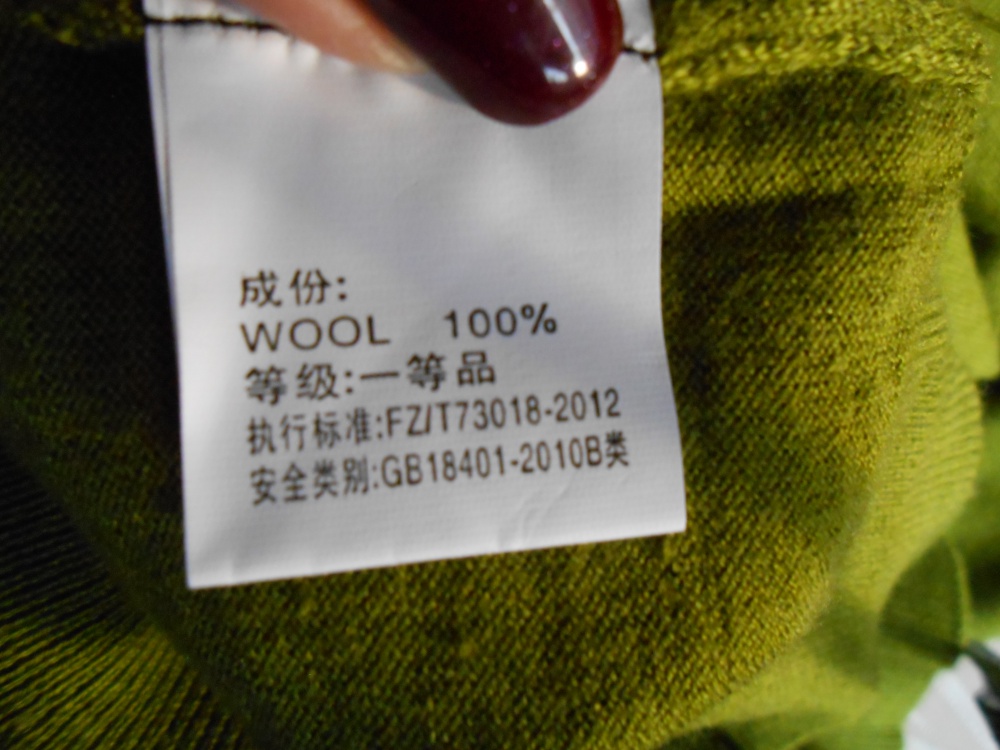 成份:
WOOL 100%
等级:一等品
执行标准:FZ/T73018-2012
安全类别:GB18401-2010B类